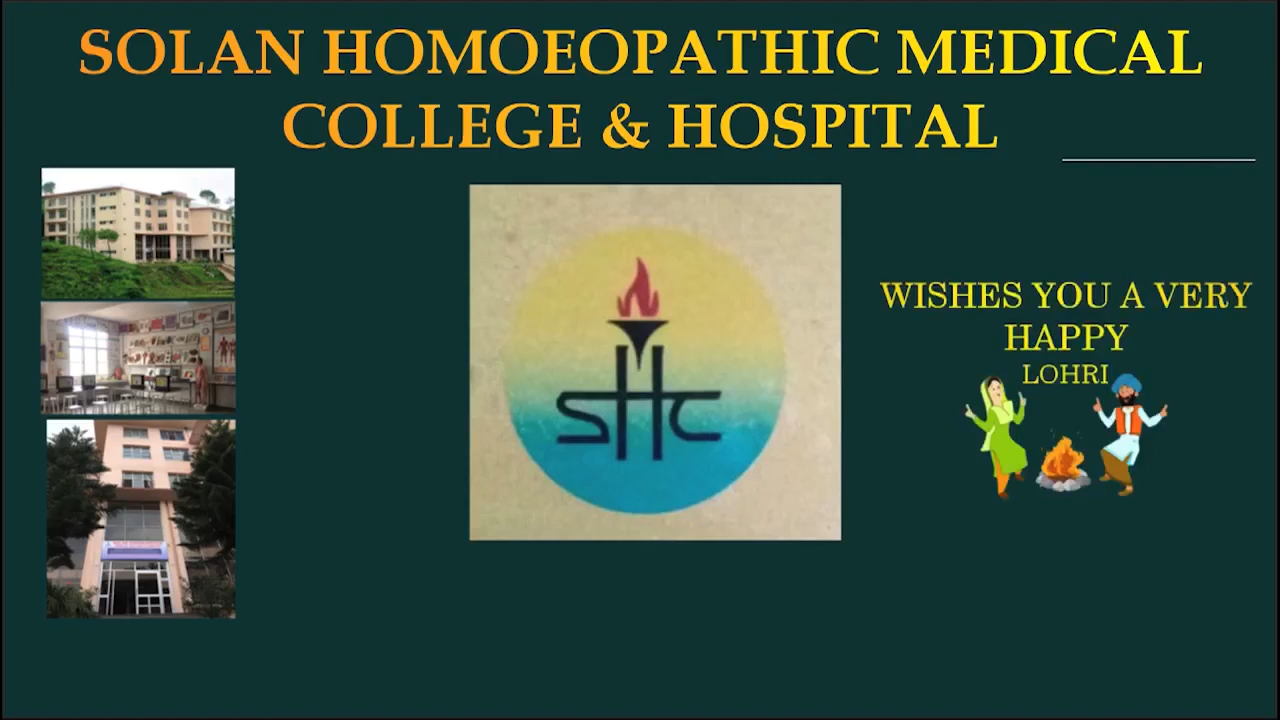 SOLAN HOMOEOPATHIC MEDICAL
COLLEGE & HOSPITAL
SHC
WISHES YOU A VERY
HAPPY
LOHRI